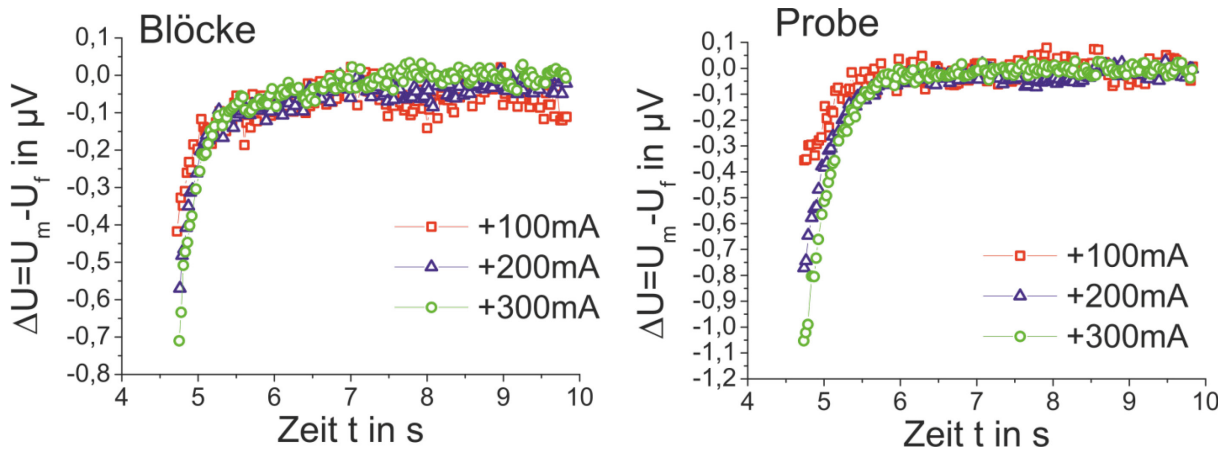 Blöcke
ΔU=U_m-U_f in µV
0,1
0,0
-0,1
-0,2
-0,3
-0,4
-0,5
-0,6
-0,7
-0,8
+100mA
+200mA
+300mA
4 5 6 7 8 9 10
Zeit t in s
Probe
ΔU=U_m-U_f in µV
0,1
0,0
-0,1
-0,2
-0,3
-0,4
-0,5
-0,6
-0,7
-0,8
-1,0
-1,0
-1,1
-1,2
+100mA
+200mA
+300mA
4 5 6 7 8 9 10
Zeit t in s